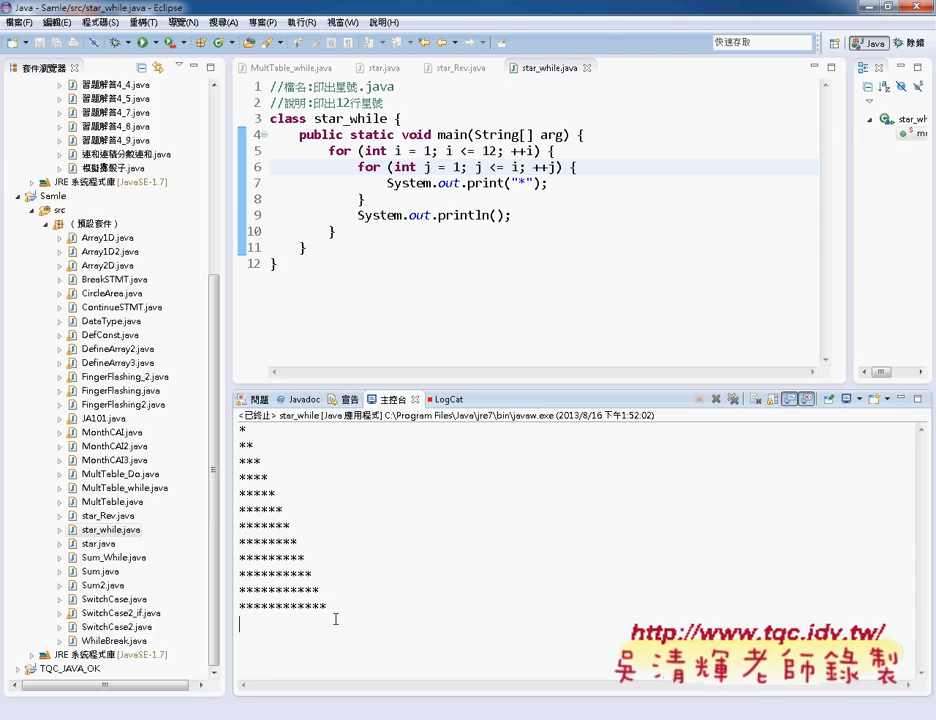 Java - Samle/src/star_while.java - Eclipse
檔案(F) 編輯(E) 程式碼(S) 重構(T) 導覽(N) 搜尋(A) 專案(P) 執行(R) 視窗(W) 說明(H)
快速存取 Java 除錯
套件瀏覽器
習題解答4_4.java
習題解答4_5.java
習題解答4_7.java
習題解答4_8.java
習題解答4_9.java
連和連積分數連和.java
模擬擲骰子.java
JRE 系統程式庫 [JavaSE-1.7]
Samle
src
(預設套件)
Array1D.java
Array1D2.java
Array2D.java
BreakSTMT.java
CircleArea.java
ContinueSTMT.java
DataType.java
DefConst.java
DefineArray2.java
DefineArray3.java
FingerFlashing_2.java
FingerFlashing.java
FingerFlashing2.java
JA101.java
MonthCAI.java
MonthCAI2.java
MonthCAI3.java
MultTable_Do.java
MultTable_while.java
MultTable.java
star_Rev.java
star_while.java
star.java
Sum_While.java
Sum.java
Sum2.java
SwitchCase.java
SwitchCase2_if.java
SwitchCase2.java
WhileBreak.java
JRE 系統程式庫 [JavaSE-1.7]
TQC_JAVA_OK
MultTable_while.java star.java star_Rev.java star_while.java
1 //檔名:印出星號.java
2 //說明:印出12行星號
3 class star_while {
4 public static void main(String[] arg) {
5 for (int i = 1; i <= 12; ++i) {
6 for (int j = 1; j <= i; ++j) {
7 System.out.print("*");
8 }
9 System.out.println();
10 }
11 }
12 }
star_wh
ma
問題 Javadoc 宣告 主控台 LogCat
<已終止> star_while [Java 應用程式] C:\Program Files\Java\jre7\bin\javaw.exe (2013/8/16 下午1:52:02)
*
**
***
****
*****
******
*******
********
*********
**********
***********
************
http://www.tqc.idv.tw/
吳清輝老師錄製